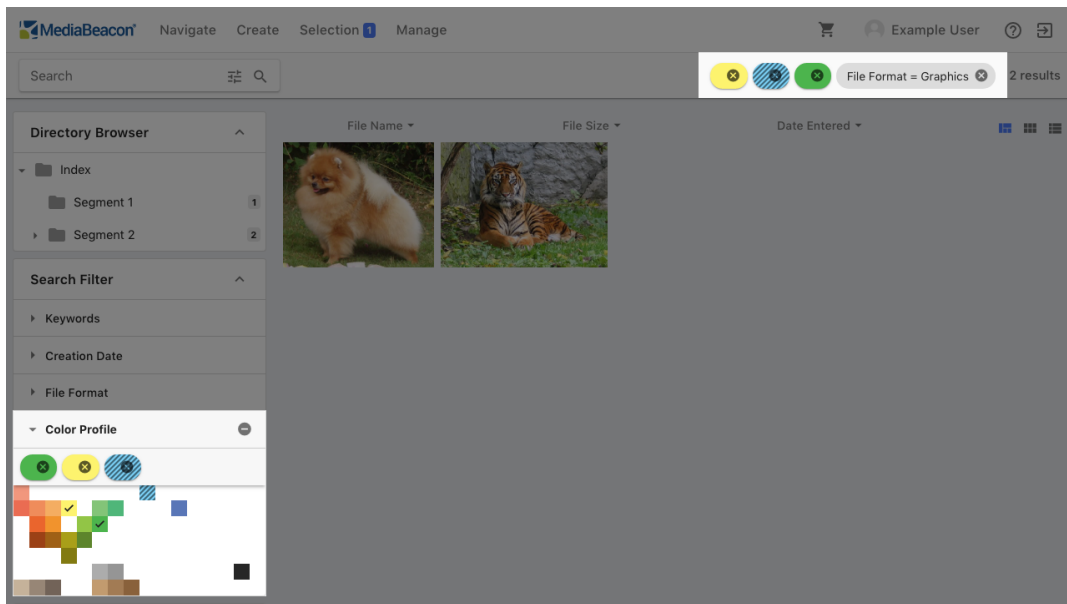 MediaBeacon Navigate Create Selection 1 Manage Example User
Search File Format = Graphics 2 results
Directory Browser
Index
Segment 1 1
Segment 2 2
Search Filter
Keywords
Creation Date
File Format
Color Profile
File Name File Size Date Entered